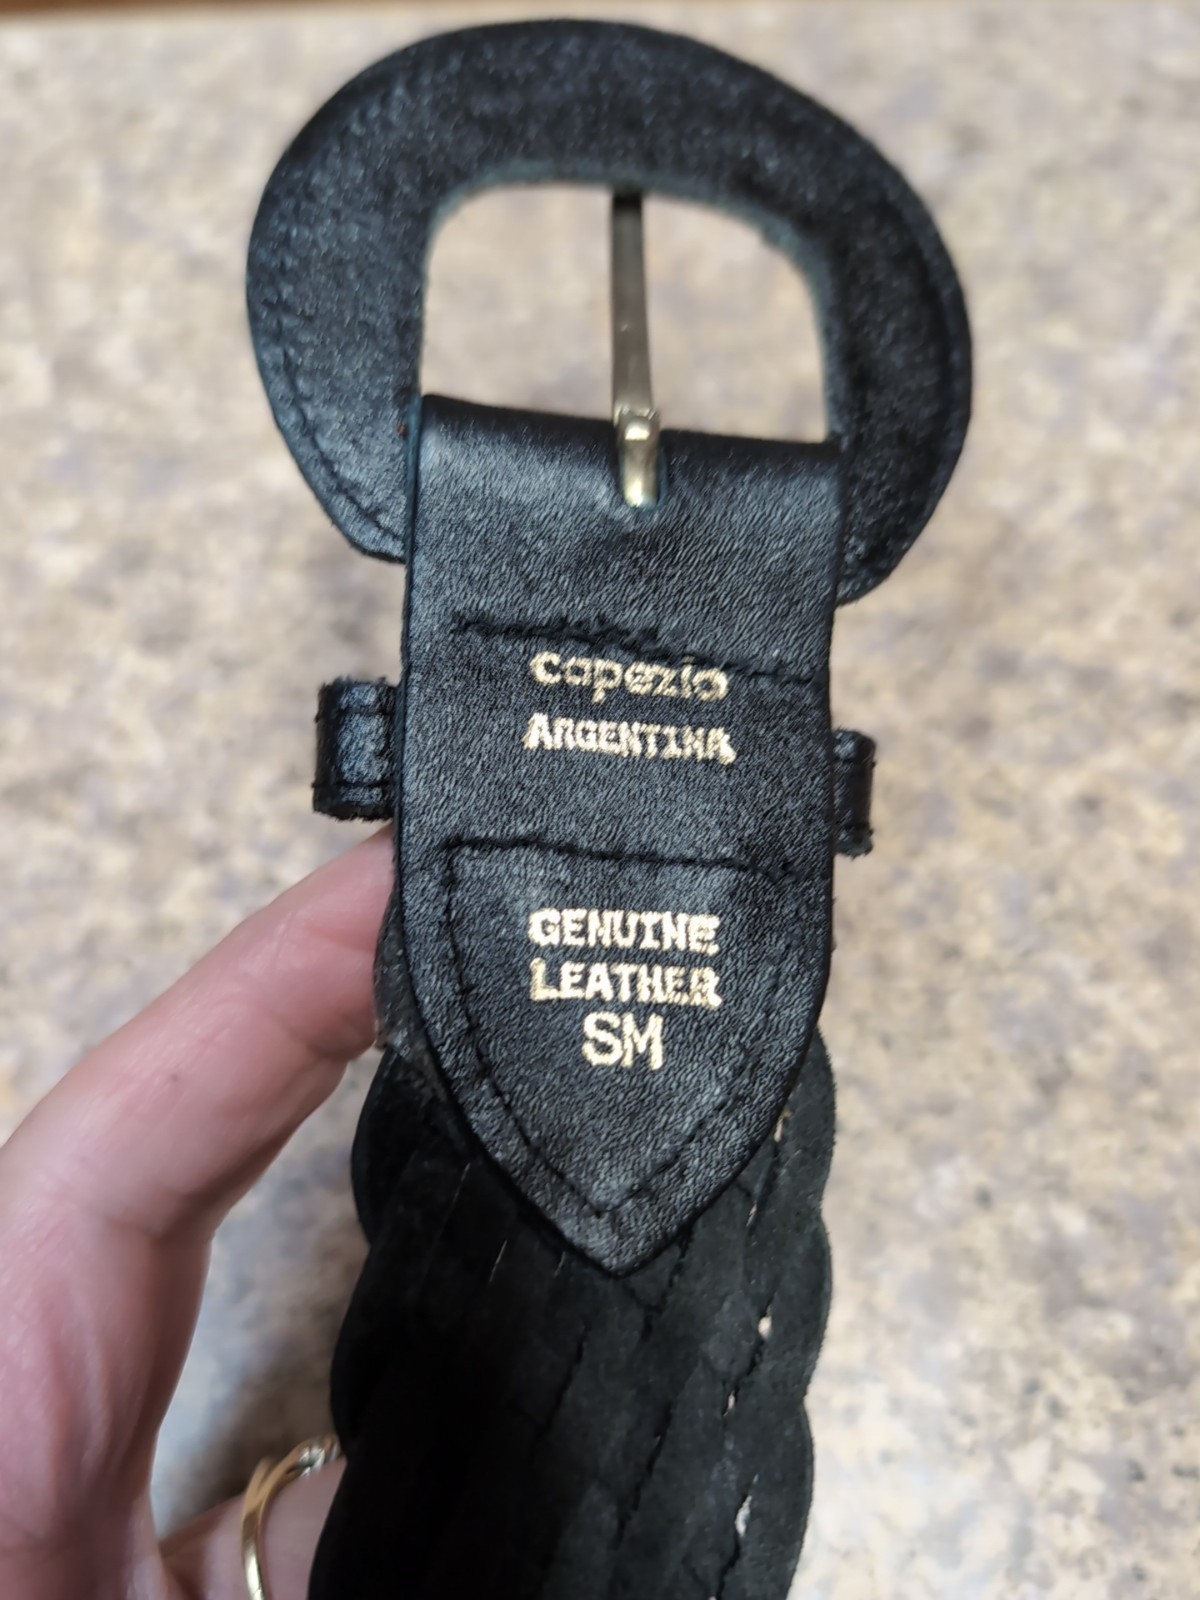 capezio
ARGENTINA
GENUINE
LEATHER
SM